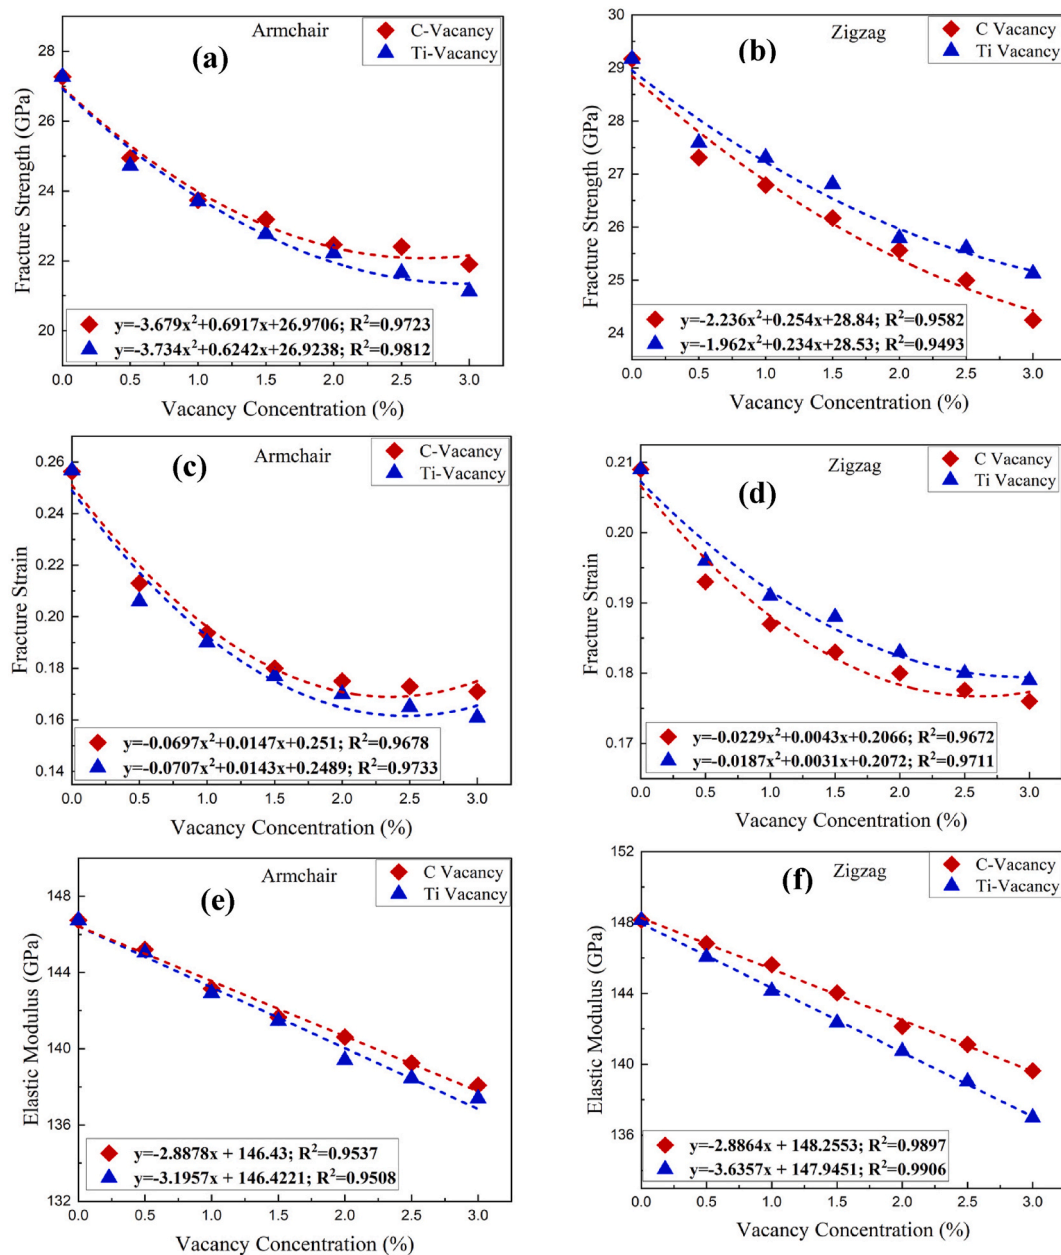 Armchair
C-Vacancy
Ti-Vacancy
(a)
Fracture Strength (GPa)
28
26
24
22
20
y=-3.679x²+0.6917x+26.9706; R²=0.9723
y=-3.734x²+0.6242x+26.9238; R²=0.9812
0.0 0.5 1.0 1.5 2.0 2.5 3.0
Vacancy Concentration (%)
Zigzag
C Vacancy
Ti Vacancy
(b)
Fracture Strength (GPa)
30
29
28
27
26
25
24
y=-2.236x²+0.254x+28.84; R²=0.9582
y=-1.962x²+0.234x+28.53; R²=0.9493
0.0 0.5 1.0 1.5 2.0 2.5 3.0
Vacancy Concentration (%)
Armchair
C-Vacancy
Ti-Vacancy
(c)
Fracture Strain
0.26
0.24
0.22
0.20
0.18
0.16
0.14
y=-0.0697x²+0.0147x+0.251; R²=0.9678
y=-0.0707x²+0.0143x+0.2489; R²=0.9733
0.0 0.5 1.0 1.5 2.0 2.5 3.0
Vacancy Concentration (%)
Zigzag
C Vacancy
Ti Vacancy
(d)
Fracture Strain
0.21
0.20
0.19
0.18
0.17
y=-0.0229x²+0.0043x+0.2066; R²=0.9672
y=-0.0187x²+0.0031x+0.2072; R²=0.9711
0.0 0.5 1.0 1.5 2.0 2.5 3.0
Vacancy Concentration (%)
Armchair
C Vacancy
Ti Vacancy
(e)
Elastic Modulus (GPa)
148
144
140
136
132
y=-2.8878x + 146.43; R²=0.9537
y=-3.1957x + 146.4221; R²=0.9508
0.0 0.5 1.0 1.5 2.0 2.5 3.0
Vacancy Concentration (%)
Zigzag
C-Vacancy
Ti-Vacancy
(f)
Elastic Modulus (GPa)
152
148
144
140
136
y=-2.8864x + 148.2553; R²=0.9897
y=-3.6357x + 147.9451; R²=0.9906
0.0 0.5 1.0 1.5 2.0 2.5 3.0
Vacancy Concentration (%)